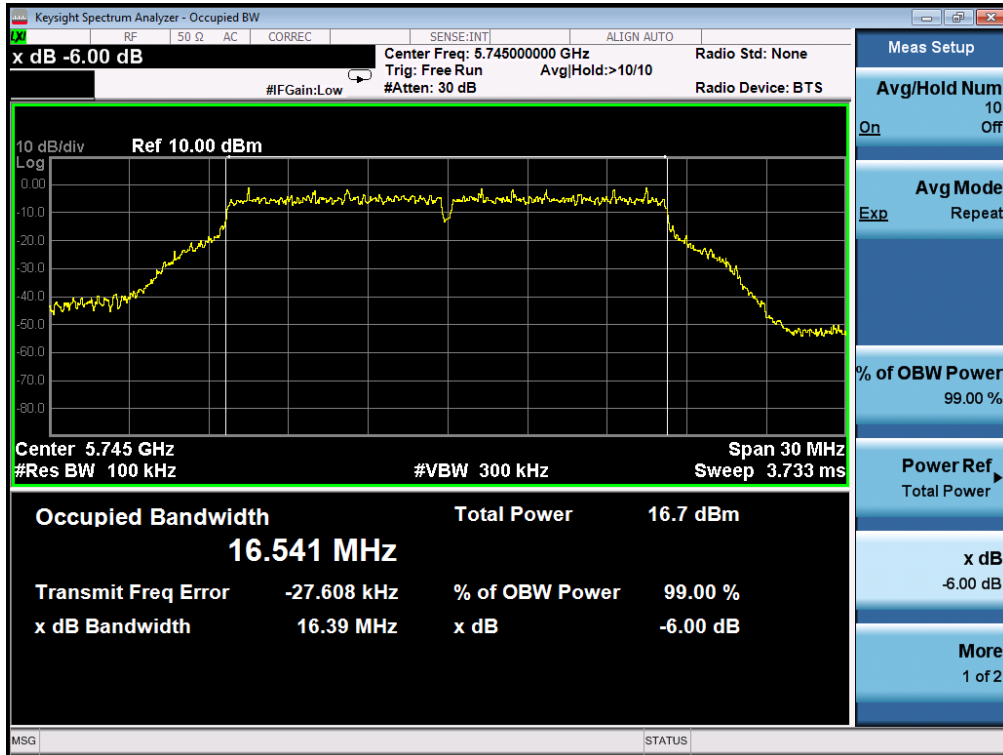 Keysight Spectrum Analyzer - Occupied BW
LXI RF 50 Ω AC CORREC SENSE:INT ALIGN AUTO
x dB -6.00 dB
Center Freq: 5.745000000 GHz Radio Std: None
Trig: Free Run Avg|Hold:>10/10
#IFGain:Low #Atten: 30 dB Radio Device: BTS
10 dB/div Ref 10.00 dBm
Log
0.00
-10.0
-20.0
-30.0
-40.0
-50.0
-60.0
-70.0
-80.0
Center 5.745 GHz Span 30 MHz
#Res BW 100 kHz #VBW 300 kHz Sweep 3.733 ms
Occupied Bandwidth Total Power 16.7 dBm
16.541 MHz
Transmit Freq Error -27.608 kHz % of OBW Power 99.00 %
x dB Bandwidth 16.39 MHz x dB -6.00 dB
Meas Setup
Avg/Hold Num
10
On Off
Avg Mode
Exp Repeat
% of OBW Power
99.00 %
Power Ref
Total Power
x dB
-6.00 dB
More
1 of 2
MSG STATUS